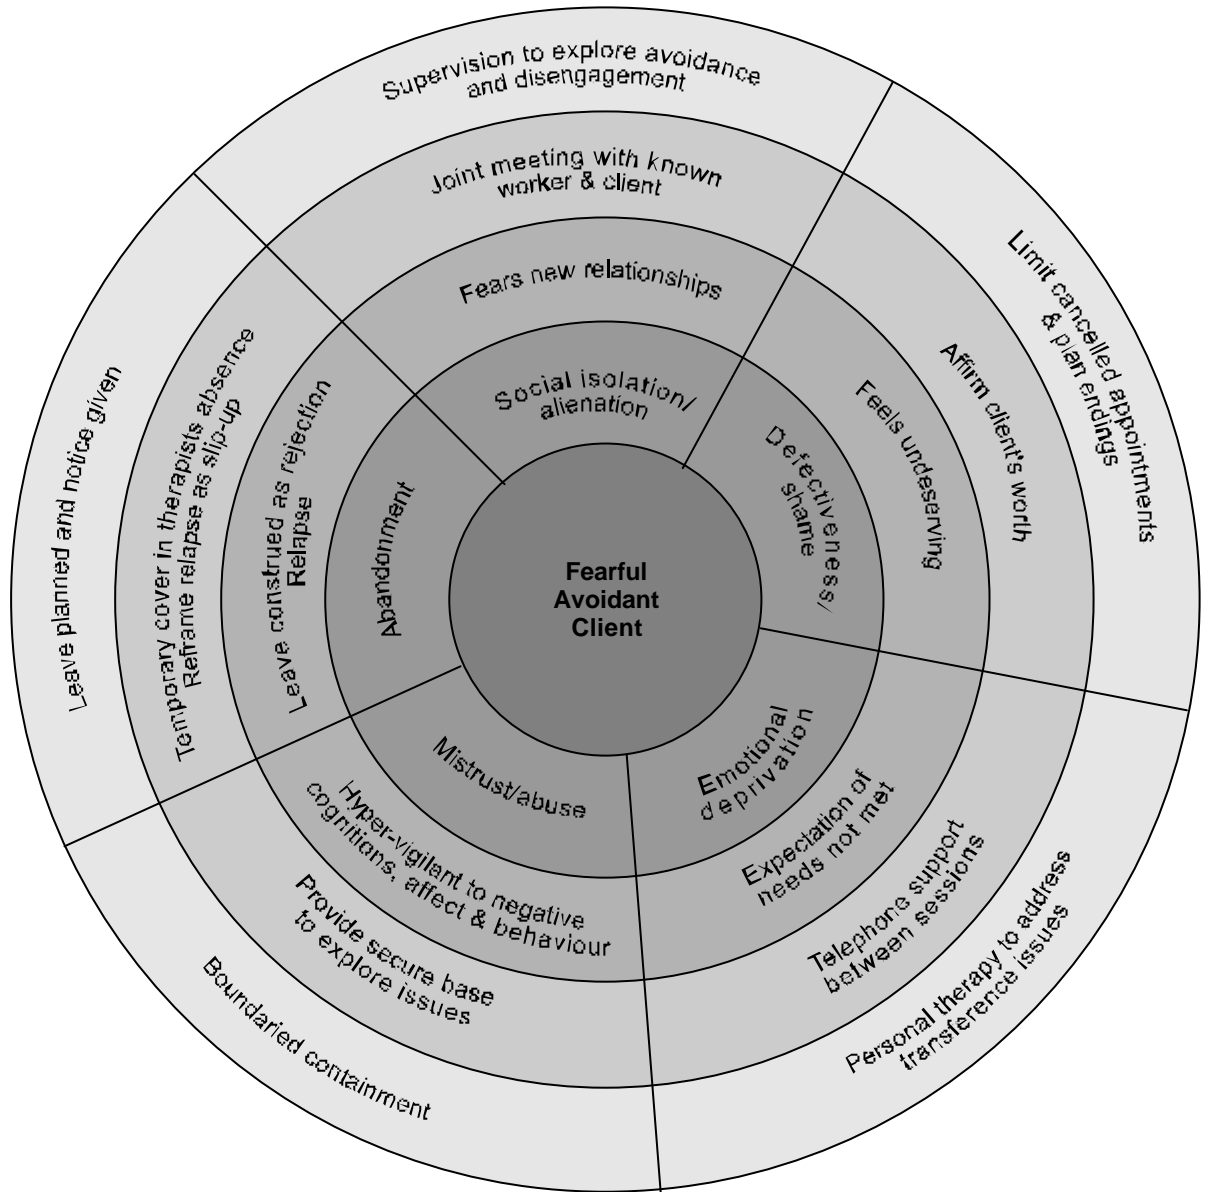 Supervision to explore avoidance
and disengagement
Joint meeting with known
worker & client
Fears new relationships
Social isolation/
alienation
Limit cancelled appointments
& plan endings
Affirm client's worth
Feels undeserving
Defectiveness/
shame
Personal therapy to address
transference issues
Telephone support
between sessions
Expectation of
needs not met
Emotional
deprivation
Boundaried containment
Provide secure base
to explore issues
Hyper-vigilant to negative
cognitions, affect & behaviour
Mistrust/abuse
Leave planned and notice given
Temporary cover in therapists absence
Reframe relapse as slip-up
Leave construed as rejection
Relapse
Abandonment
Fearful
Avoidant
Client